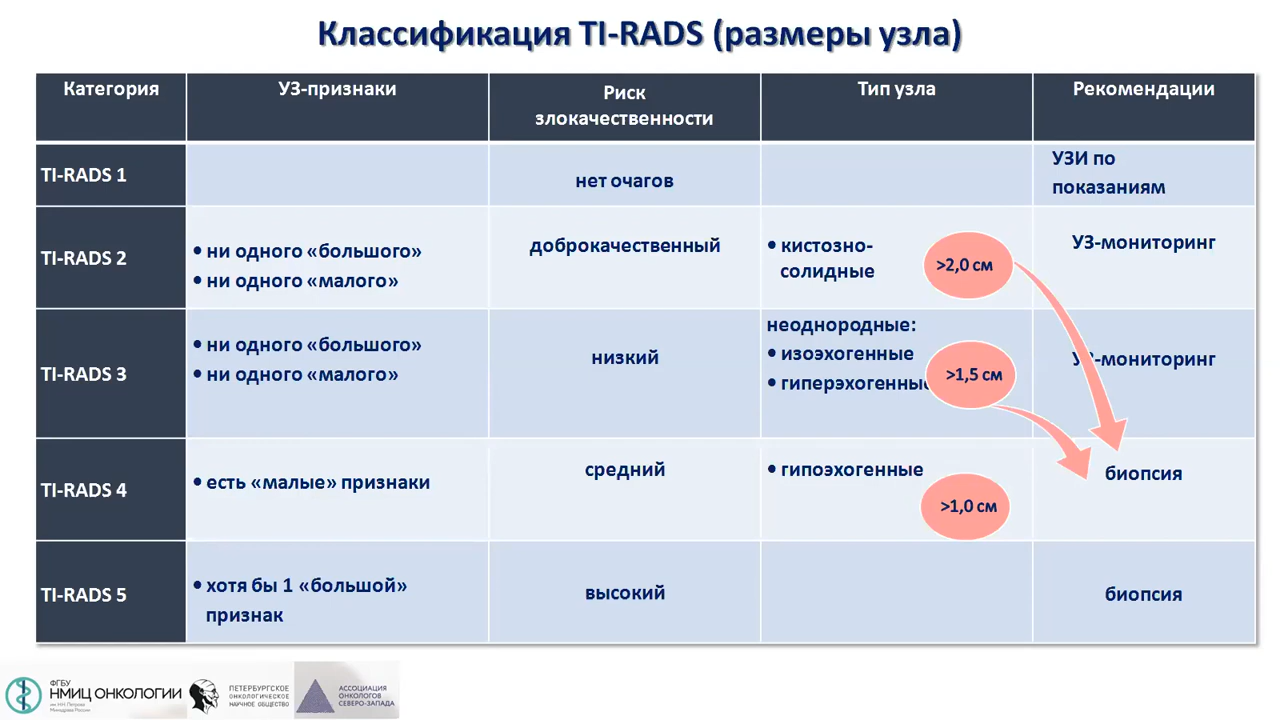 Классификация TI-RADS (размеры узла)
Категория
УЗ-признаки
Риск
злокачественности
Тип узла
Рекомендации
TI-RADS 1
нет очагов
УЗИ по
показаниям
TI-RADS 2
• ни одного «большого»
• ни одного «малого»
доброкачественный
• кистозно-
солидные
>2,0 см
УЗ-мониторинг
TI-RADS 3
• ни одного «большого»
• ни одного «малого»
низкий
неоднородные:
• изоэхогенные
• гиперэхогенные
>1,5 см
УЗ-мониторинг
TI-RADS 4
• есть «малые» признаки
средний
• гипоэхогенные
>1,0 см
биопсия
TI-RADS 5
• хотя бы 1 «большой»
признак
высокий
биопсия
ФГБУ
НМИЦ ОНКОЛОГИИ
им. Н.Н. Петрова
Минздрава России
ПЕТЕРБУРГСКОЕ
ОНКОЛОГИЧЕСКОЕ
НАУЧНОЕ ОБЩЕСТВО
АССОЦИАЦИЯ
ОНКОЛОГОВ
СЕВЕРО-ЗАПАДА